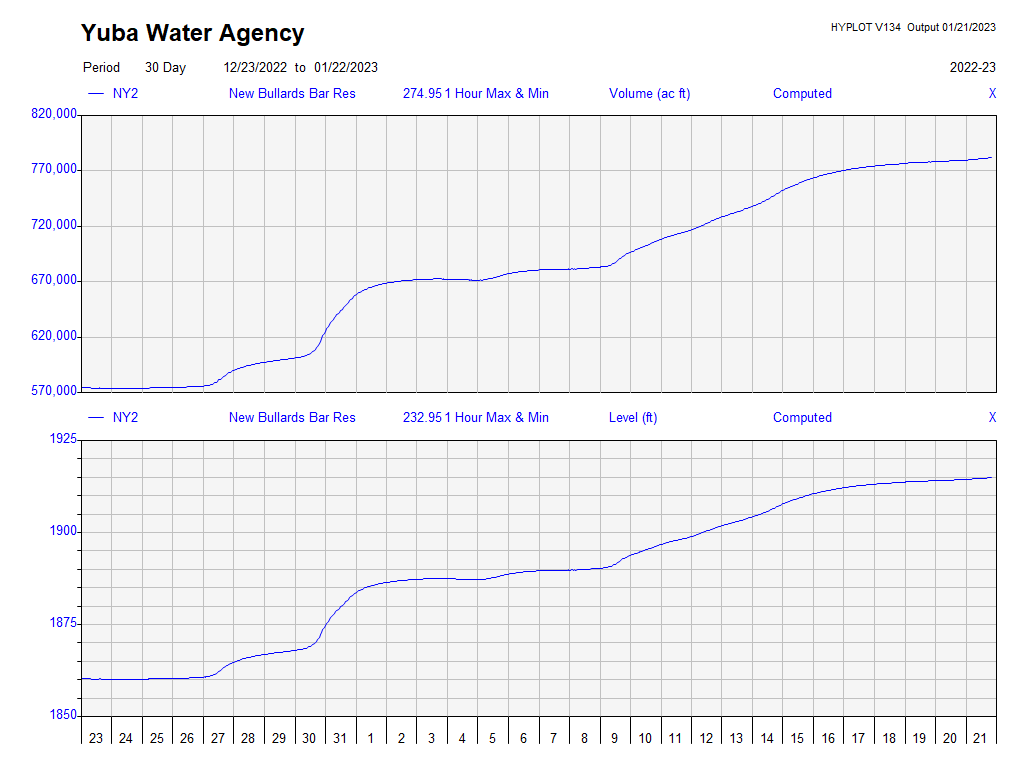 Yuba Water Agency
HYPLOT V134 Output 01/21/2023
Period 30 Day 12/23/2022 to 01/22/2023 2022-23
NY2 New Bullards Bar Res 274.95 1 Hour Max & Min Volume (ac ft) Computed X
820,000
770,000
720,000
670,000
620,000
570,000
NY2 New Bullards Bar Res 232.95 1 Hour Max & Min Level (ft) Computed X
1925
1900
1875
1850
23 24 25 26 27 28 29 30 31 1 2 3 4 5 6 7 8 9 10 11 12 13 14 15 16 17 18 19 20 21